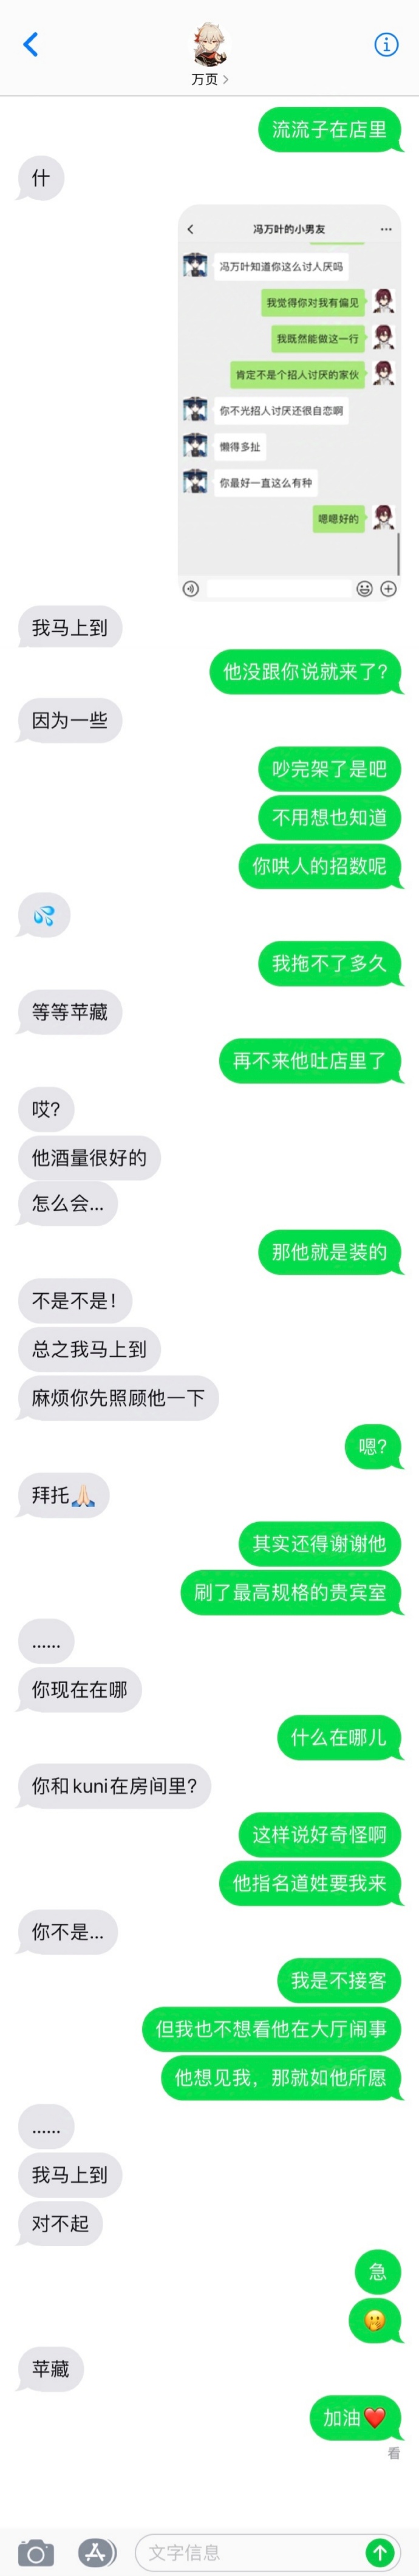 万页
流流子在店里
什
冯万叶的小男友
冯万叶知道你这么讨人厌吗
我觉得你对我有偏见
我既然能做这一行
肯定不是个招人讨厌的家伙
你不光招人讨厌还很自恋啊
懒得多扯
你最好一直这么有种
嗯嗯好的
我马上到
他没跟你说就来了?
因为一些
吵完架了是吧
不用想也知道
你哄人的招数呢
💦
我拖不了多久
等等苹藏
再不来他吐店里了
哎?
他酒量很好的
怎么会...
那他就是装的
不是不是!
总之我马上到
麻烦你先照顾他一下
嗯?
拜托🙏🏻
其实还得谢谢他
刷了最高规格的贵宾室
......
你现在在哪
什么在哪儿
你和kuni在房间里?
这样说好奇怪啊
他指名道姓要我来
你不是...
我是不接客
但我也不想看他在大厅闹事
他想见我，那就如他所愿
......
我马上到
对不起
急
🫢
苹藏
加油❤️
看
文字信息